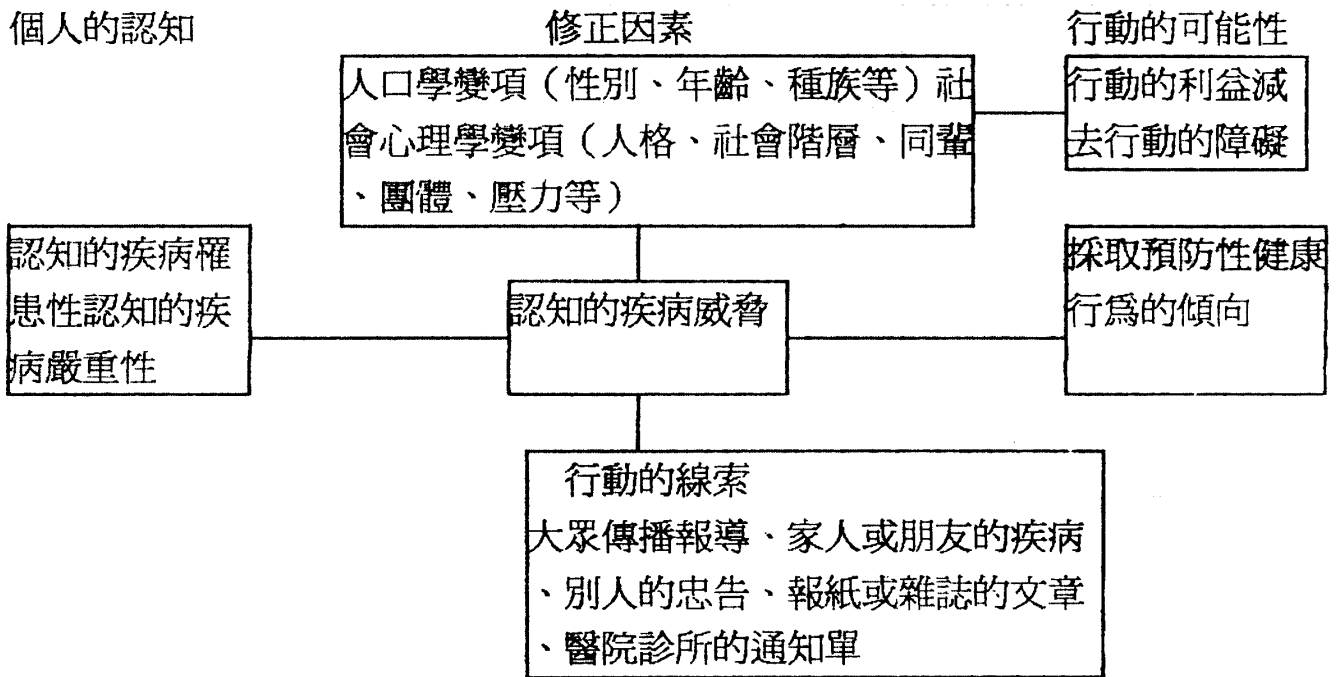 個人的認知
修正因素
行動的可能性
人口學變項（性別、年齡、種族等）社
會心理學變項（人格、社會階層、同輩
、團體、壓力等）
行動的利益減
去行動的障礙
認知的疾病罹
患性認知的疾
病嚴重性
認知的疾病威脅
採取預防性健康
行爲的傾向
行動的線索
大眾傳播報導、家人或朋友的疾病
、別人的忠告、報紙或雜誌的文章
、醫院診所的通知單